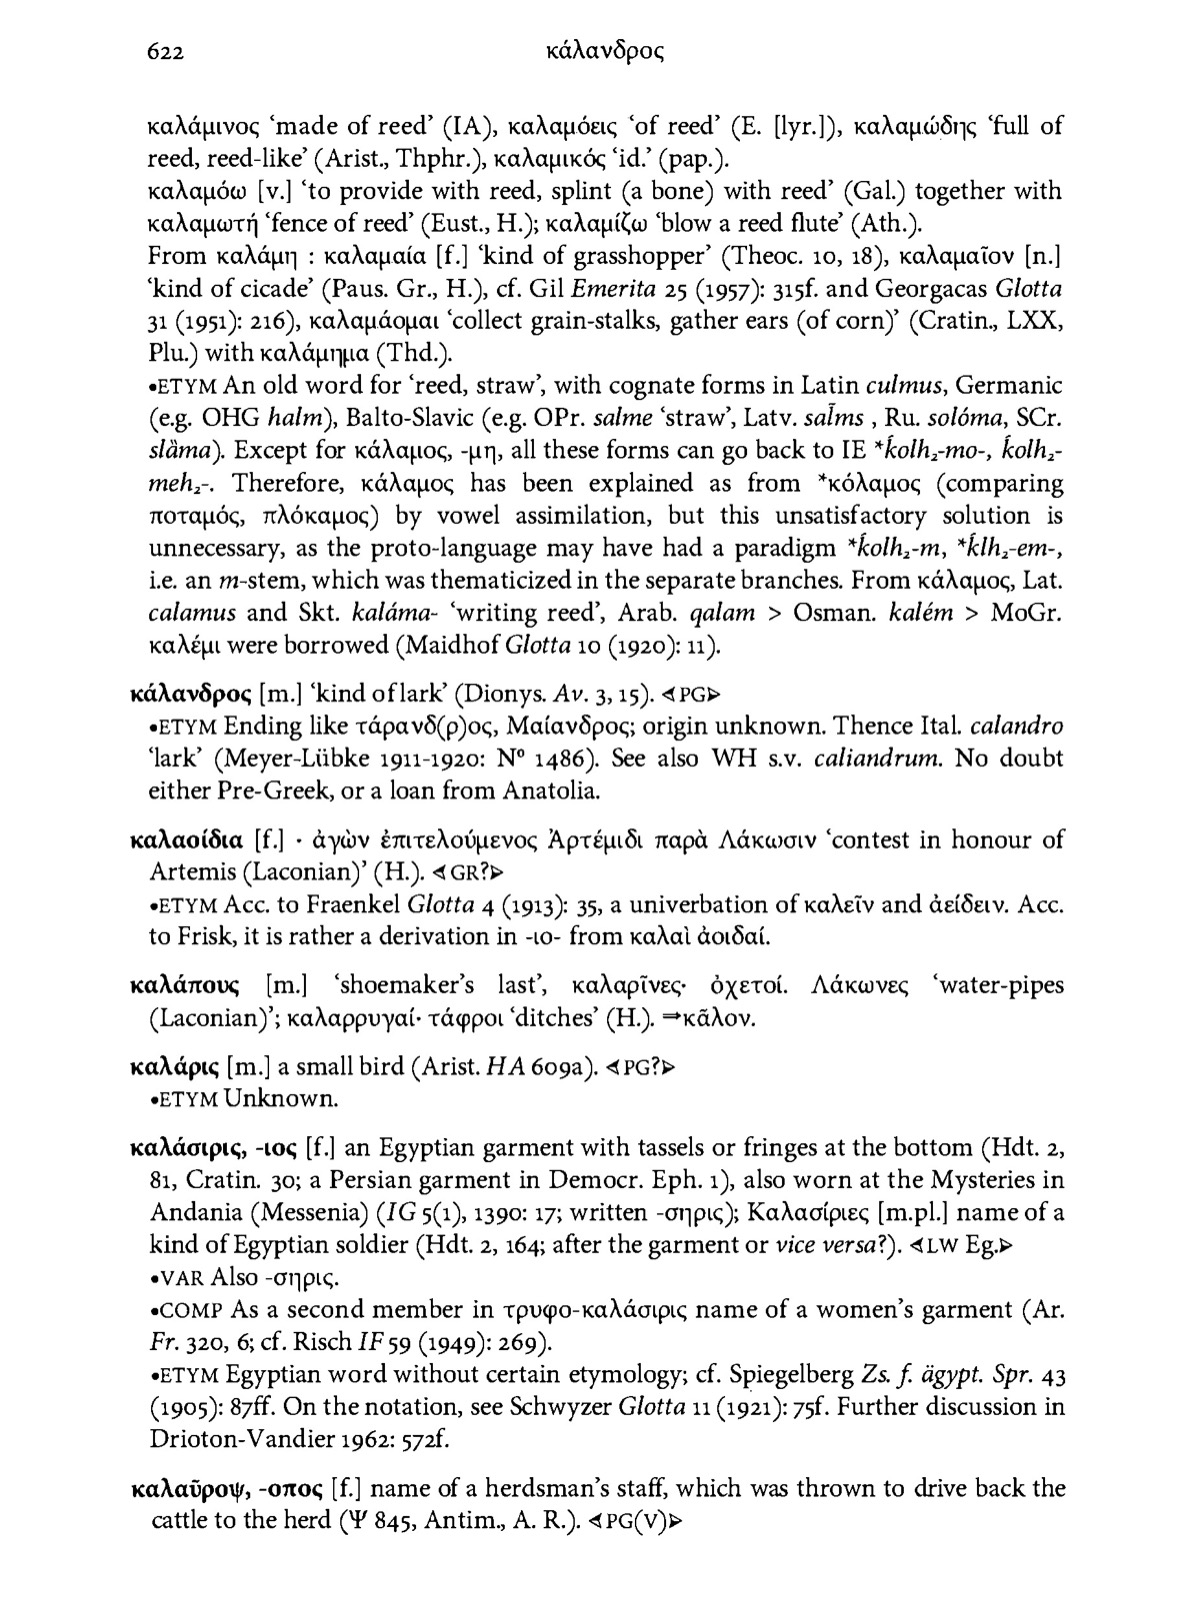 622 κάλανδρος
καλάμινος ‘made of reed’ (IA), καλαμόεις ‘of reed’ (E. [lyr.]), καλαμώδης ‘full of
reed, reed-like’ (Arist., Thphr.), καλαμικός ‘id.’ (pap.).
καλαμόω [v.] ‘to provide with reed, splint (a bone) with reed’ (Gal.) together with
καλαμωτή ‘fence of reed’ (Eust., H.); καλαμίζω ‘blow a reed flute’ (Ath.).
From καλάμη : καλαμαία [f.] ‘kind of grasshopper’ (Theoc. 10, 18), καλαμαῖον [n.]
‘kind of cicade’ (Paus. Gr., H.), cf. Gil Emerita 25 (1957): 315f. and Georgacas Glotta
31 (1951): 216), καλαμάομαι ‘collect grain-stalks, gather ears (of corn)’ (Cratin., LXX,
Plu.) with καλάμημα (Thd.).
•ETYM An old word for ‘reed, straw’, with cognate forms in Latin culmus, Germanic
(e.g. OHG halm), Balto-Slavic (e.g. OPr. salme ‘straw’, Latv. sal̃ms , Ru. solóma, SCr.
slȁma). Except for κάλαμος, -μη, all these forms can go back to IE *ḱolh₂-mo-, ḱolh₂-
meh₂-. Therefore, κάλαμος has been explained as from *κόλαμος (comparing
ποταμός, πλόκαμος) by vowel assimilation, but this unsatisfactory solution is
unnecessary, as the proto-language may have had a paradigm *ḱolh₂-m, *ḱlh₂-em-,
i.e. an m-stem, which was thematicized in the separate branches. From κάλαμος, Lat.
calamus and Skt. kaláma- ‘writing reed’, Arab. qalam > Osman. kalém > MoGr.
καλέμι were borrowed (Maidhof Glotta 10 (1920): 11).
κάλανδρος [m.] ‘kind of lark’ (Dionys. Av. 3, 15). ⊲PG⊳
•ETYM Ending like τάρανδ(ρ)ος, Μαίανδρος; origin unknown. Thence Ital. calandro
‘lark’ (Meyer-Lübke 1911-1920: N° 1486). See also WH s.v. caliandrum. No doubt
either Pre-Greek, or a loan from Anatolia.
καλαοίδια [f.] · ἀγὼν ἐπιτελούμενος Ἀρτέμιδι παρὰ Λάκωσιν ‘contest in honour of
Artemis (Laconian)’ (H.). ⊲GR?⊳
•ETYM Acc. to Fraenkel Glotta 4 (1913): 35, a univerbation of καλεῖν and ἀείδειν. Acc.
to Frisk, it is rather a derivation in -ιο- from καλαὶ ἀοιδαί.
καλάπους [m.] ‘shoemaker’s last’, καλαρῖνες· ὀχετοί. Λάκωνες ‘water-pipes
(Laconian)’; καλαρρυγαί· τάφροι ‘ditches’ (H.). ⇒κᾶλον.
καλάρις [m.] a small bird (Arist. HA 609a). ⊲PG?⊳
•ETYM Unknown.
καλάσιρις, -ιος [f.] an Egyptian garment with tassels or fringes at the bottom (Hdt. 2,
81, Cratin. 30; a Persian garment in Democr. Eph. 1), also worn at the Mysteries in
Andania (Messenia) (IG 5(1), 1390: 17; written -σηρις); Καλασίριες [m.pl.] name of a
kind of Egyptian soldier (Hdt. 2, 164; after the garment or vice versa?). ⊲LW Eg.⊳
•VAR Also -σηρις.
•COMP As a second member in τρυφο-καλάσιρις name of a women’s garment (Ar.
Fr. 320, 6; cf. Risch IF 59 (1949): 269).
•ETYM Egyptian word without certain etymology; cf. Spiegelberg Zs. f. ägypt. Spr. 43
(1905): 87ff. On the notation, see Schwyzer Glotta 11 (1921): 75f. Further discussion in
Drioton-Vandier 1962: 572f.
καλαῦροψ, -οπος [f.] name of a herdsman’s staff, which was thrown to drive back the
cattle to the herd (Ψ 845, Antim., A. R.). ⊲PG(V)⊳